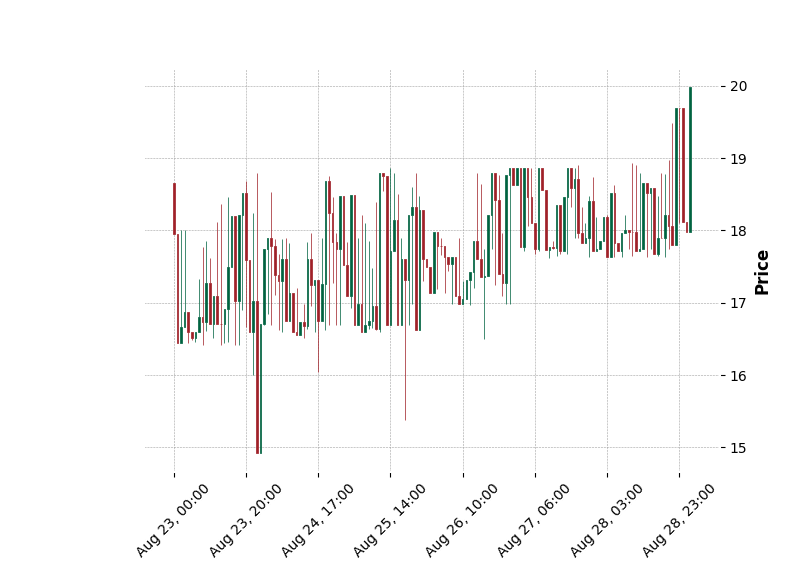 20
19
18
17
16
15
Price
Aug 23, 00:00
Aug 23, 20:00
Aug 24, 17:00
Aug 25, 14:00
Aug 26, 10:00
Aug 27, 06:00
Aug 28, 03:00
Aug 28, 23:00